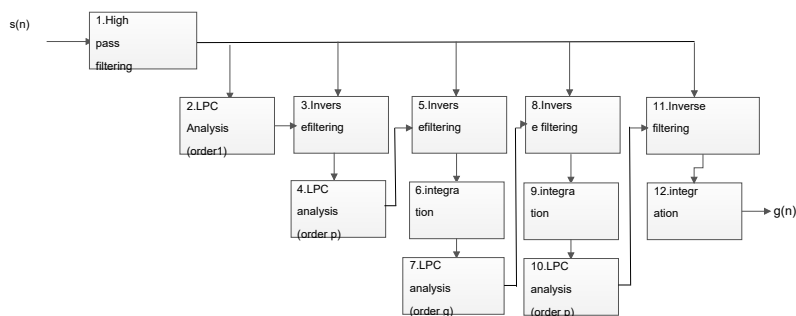 s(n)
1.High
pass
filtering
2.LPC
Analysis
(order1)
3.Invers
efiltering
4.LPC
analysis
(order p)
5.Invers
efiltering
6.integra
tion
7.LPC
analysis
(order g)
8.Invers
e filtering
9.integra
tion
10.LPC
analysis
(order p)
11.Inverse
filtering
12.integr
ation
g(n)